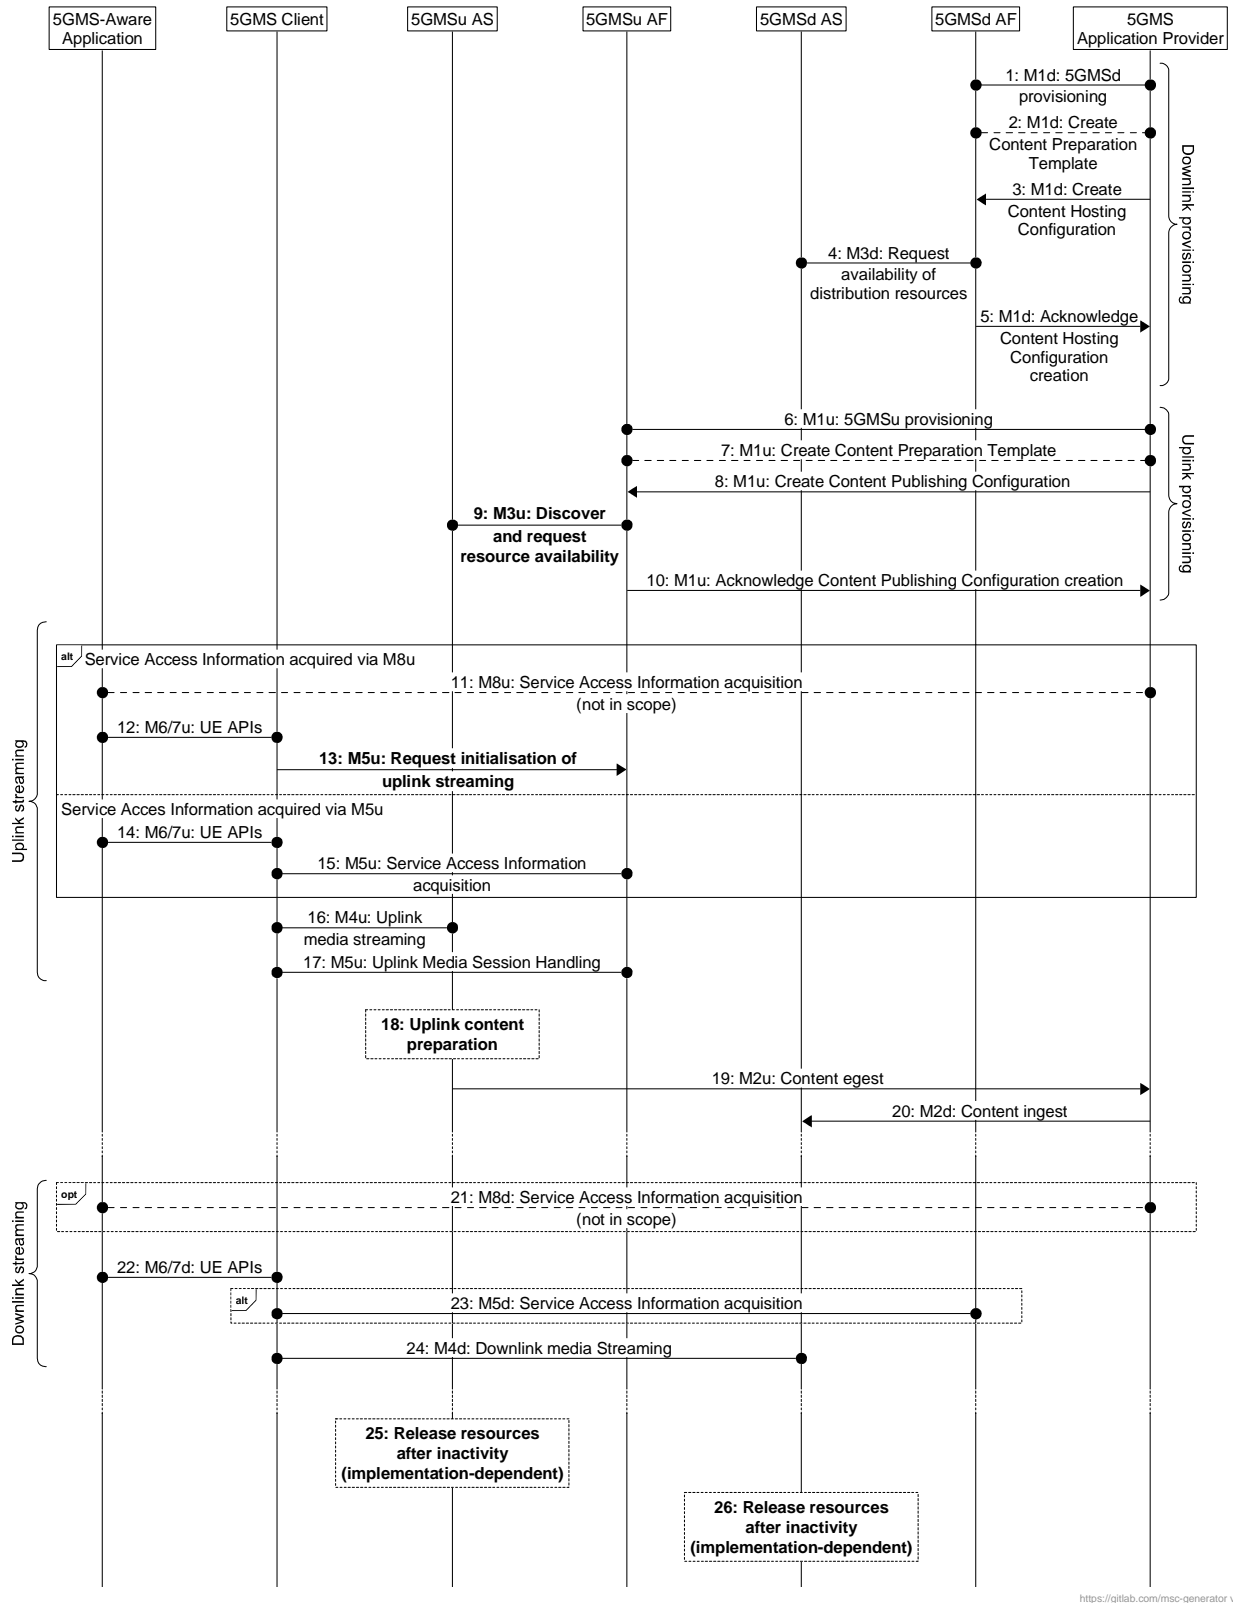 5GMS-Aware
Application
5GMS Client
5GMSu AS
5GMSu AF
5GMSd AS
5GMSd AF
5GMS
Application Provider
1: M1d: 5GMSd
provisioning
2: M1d: Create
Content Preparation
Template
3: M1d: Create
Content Hosting
Configuration
4: M3d: Request
availability of
distribution resources
5: M1d: Acknowledge
Content Hosting
Configuration
creation
Downlink provisioning
6: M1u: 5GMSu provisioning
7: M1u: Create Content Preparation Template
8: M1u: Create Content Publishing Configuration
9: M3u: Discover
and request
resource availability
10: M1u: Acknowledge Content Publishing Configuration creation
Uplink provisioning
Uplink streaming
alt
Service Access Information acquired via M8u
11: M8u: Service Access Information acquisition
(not in scope)
12: M6/7u: UE APIs
13: M5u: Request initialisation of
uplink streaming
Service Acces Information acquired via M5u
14: M6/7u: UE APIs
15: M5u: Service Access Information
acquisition
16: M4u: Uplink
media streaming
17: M5u: Uplink Media Session Handling
18: Uplink content
preparation
19: M2u: Content egest
20: M2d: Content ingest
Downlink streaming
opt
21: M8d: Service Access Information acquisition
(not in scope)
22: M6/7d: UE APIs
alt
23: M5d: Service Access Information acquisition
24: M4d: Downlink media Streaming
25: Release resources
after inactivity
(implementation-dependent)
26: Release resources
after inactivity
(implementation-dependent)
https://gitlab.com/msc-generator v